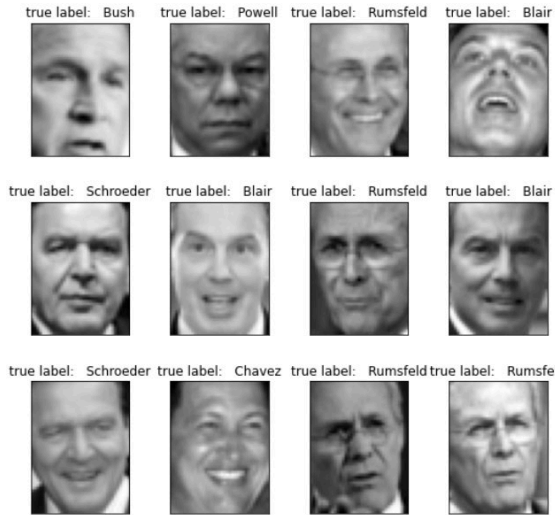 true label:   Bush true label:   Powell true label:   Rumsfeld true label:   Blair
true label:   Schroeder true label:   Blair true label:   Rumsfeld true label:   Blair
true label:   Schroeder true label:   Chavez true label:   Rumsfeld true label:   Rumsfe